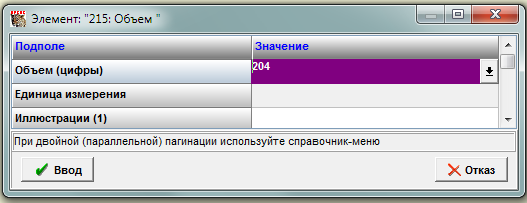 Элемент: "215: Объем "
Подполе Значение
Объем (цифры) 204
Единица измерения
Иллюстрации (1)
При двойной (параллельной) пагинации используйте справочник-меню
Ввод Отказ